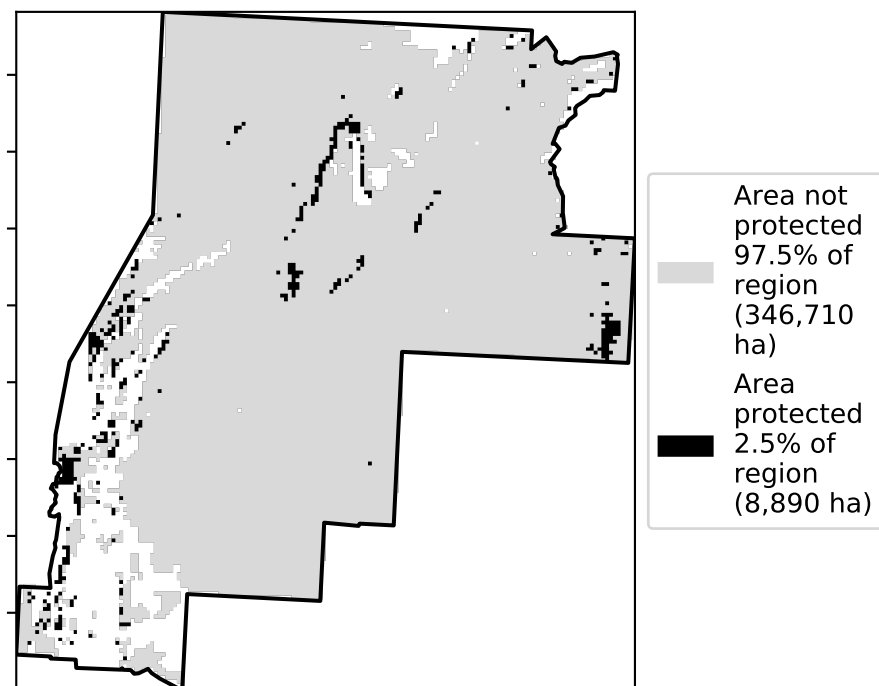 Area not
protected
97.5% of
region
(346,710
ha)
Area
protected
2.5% of
region
(8,890 ha)